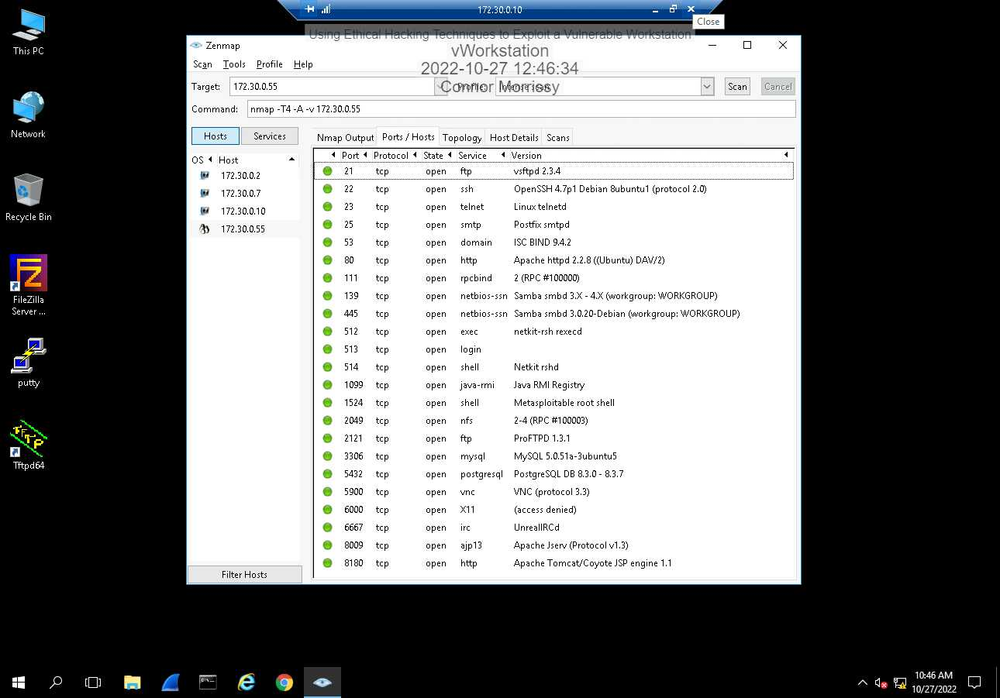 172.30.0.10
This PC
Close
Using Ethical Hacking Techniques to Exploit a Vulnerable Workstation
vWorkstation
2022-10-27 12:46:34
Connor Morrissy
Zenmap
Scan Tools Profile Help
Target: 172.30.0.55 Profile: Intense scan Scan Cancel
Command: nmap -T4 -A -v 172.30.0.55
Network
Hosts Services Nmap Output Ports / Hosts Topology Host Details Scans
OS Host Port Protocol State Service Version
172.30.0.2
172.30.0.7
172.30.0.10
172.30.0.55
21 tcp open ftp vsftpd 2.3.4
22 tcp open ssh OpenSSH 4.7p1 Debian 8ubuntu1 (protocol 2.0)
23 tcp open telnet Linux telnetd
25 tcp open smtp Postfix smtpd
53 tcp open domain ISC BIND 9.4.2
80 tcp open http Apache httpd 2.2.8 ((Ubuntu) DAV/2)
111 tcp open rpcbind 2 (RPC #100000)
139 tcp open netbios-ssn Samba smbd 3.X - 4.X (workgroup: WORKGROUP)
445 tcp open netbios-ssn Samba smbd 3.0.20-Debian (workgroup: WORKGROUP)
512 tcp open exec netkit-rsh rexecd
513 tcp open login
514 tcp open shell Netkit rshd
1099 tcp open java-rmi Java RMI Registry
1524 tcp open shell Metasploitable root shell
2049 tcp open nfs 2-4 (RPC #100003)
2121 tcp open ftp ProFTPD 1.3.1
3306 tcp open mysql MySQL 5.0.51a-3ubuntu5
5432 tcp open postgresql PostgreSQL DB 8.3.0 - 8.3.7
5900 tcp open vnc VNC (protocol 3.3)
6000 tcp open X11 (access denied)
6667 tcp open irc UnrealIRCd
8009 tcp open ajp13 Apache Jserv (Protocol v1.3)
8180 tcp open http Apache Tomcat/Coyote JSP engine 1.1
Filter Hosts
Recycle Bin
FZ
FileZilla
Server ...
putty
TFTP
Tftpd64
10:46 AM
10/27/2022